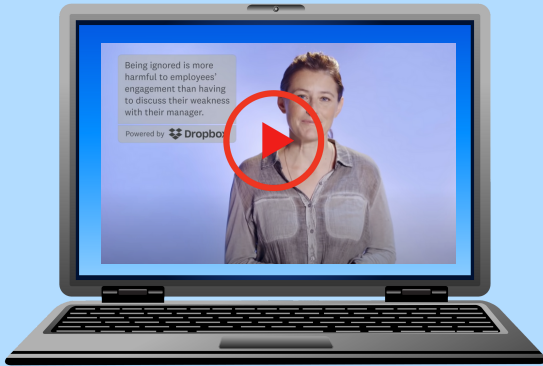 Being ignored is more
harmful to employees'
engagement than having
to discuss their weakness
with their manager.
Powered by Dropbox